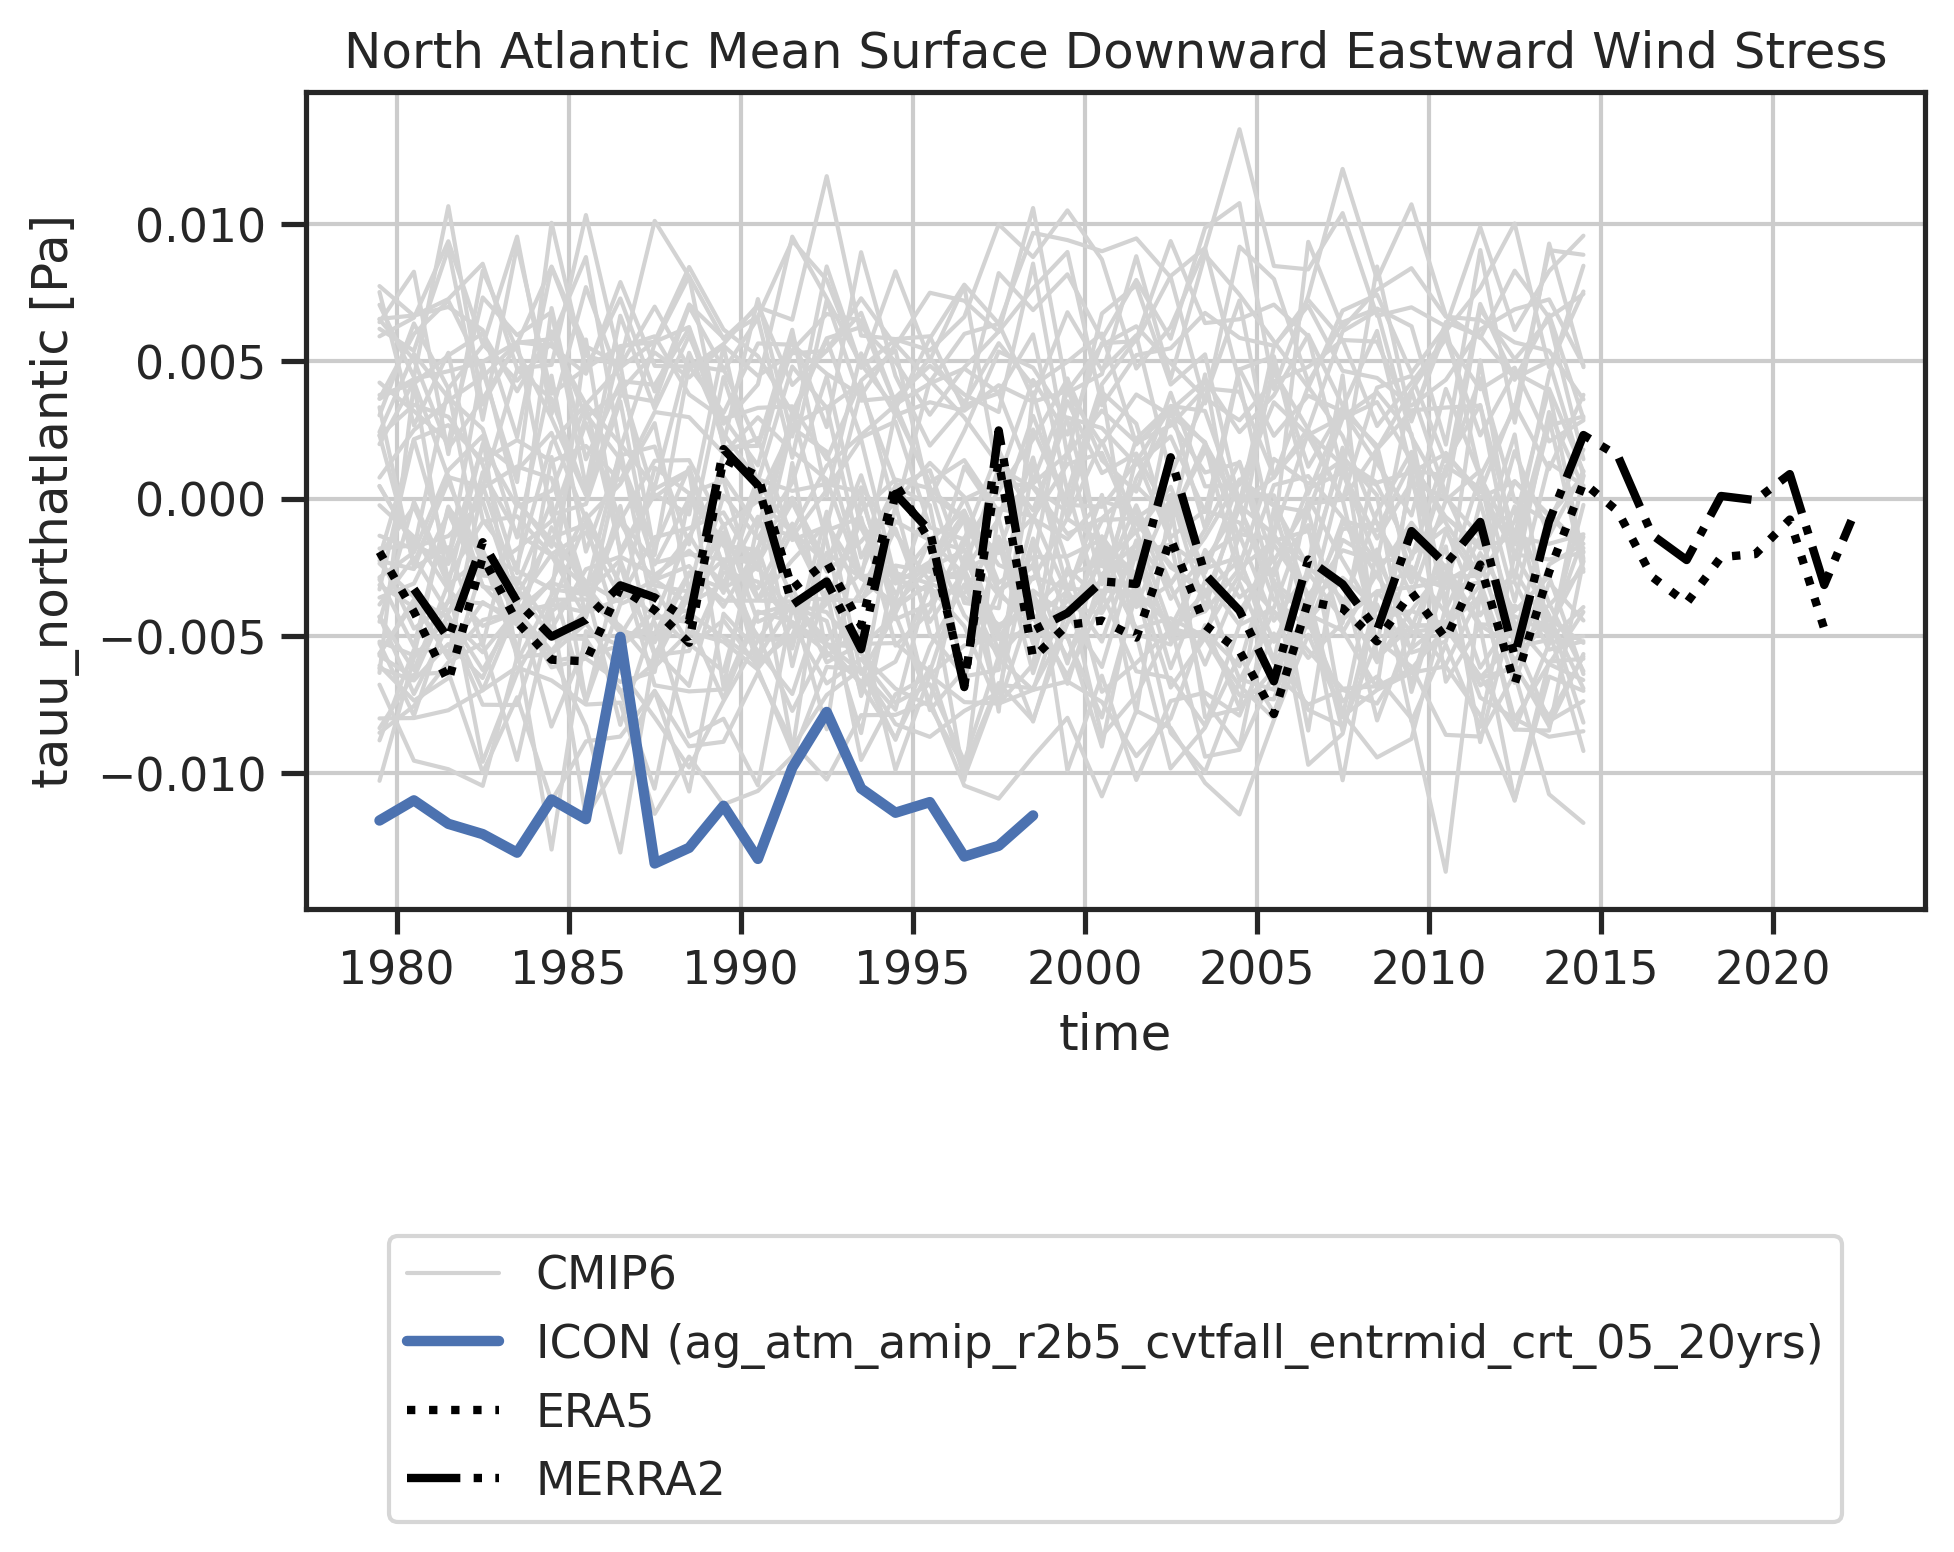 North Atlantic Mean Surface Downward Eastward Wind Stress
tauu_northatlantic [Pa]
0.010
0.005
0.000
−0.005
−0.010
1980 1985 1990 1995 2000 2005 2010 2015 2020
time
CMIP6
ICON (ag_atm_amip_r2b5_cvtfall_entrmid_crt_05_20yrs)
ERA5
MERRA2